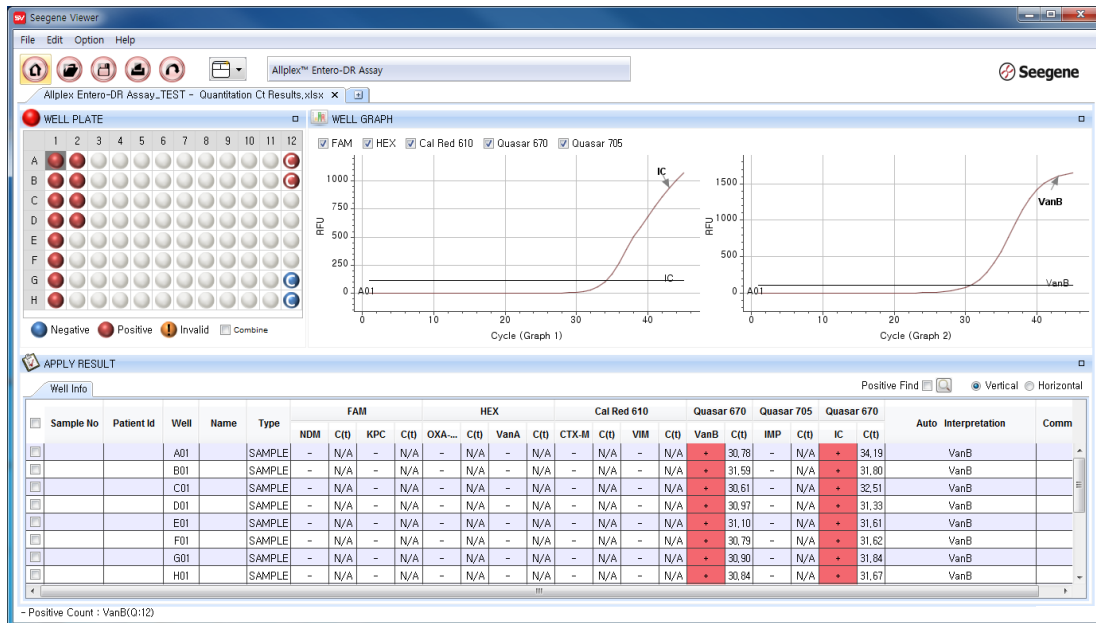 SV Seegene Viewer
File Edit Option Help
Allplex™ Entero-DR Assay
Seegene
Allplex Entero-DR Assay_TEST - Quantitation Ct Results,xlsx x
WELL PLATE
1 2 3 4 5 6 7 8 9 10 11 12
A
B
C
D
E
F
G
H
C
C
C
C
Negative Positive Invalid Combine
WELL GRAPH
FAM HEX Cal Red 610 Quasar 670 Quasar 705
RFU
1000
750
500
250
0
IC
IC
A01
0 10 20 30 40
Cycle (Graph 1)
RFU
1500
1000
500
0
VanB
VanB
A01
0 10 20 30 40
Cycle (Graph 2)
APPLY RESULT
Well Info
Positive Find Vertical Horizontal
Sample No Patient Id Well Name Type FAM HEX Cal Red 610 Quasar 670 Quasar 705 Quasar 670 Auto Interpretation Comm
NDM C(t) KPC C(t) OXA-... C(t) VanA C(t) CTX-M C(t) VIM C(t) VanB C(t) IMP C(t) IC C(t)
A01 SAMPLE - N/A - N/A - N/A - N/A - N/A - N/A + 30,78 - N/A + 34,19 VanB
B01 SAMPLE - N/A - N/A - N/A - N/A - N/A - N/A + 31,59 - N/A + 31,80 VanB
C01 SAMPLE - N/A - N/A - N/A - N/A - N/A - N/A + 30,61 - N/A + 32,51 VanB
D01 SAMPLE - N/A - N/A - N/A - N/A - N/A - N/A + 30,97 - N/A + 31,33 VanB
E01 SAMPLE - N/A - N/A - N/A - N/A - N/A - N/A + 31,10 - N/A + 31,61 VanB
F01 SAMPLE - N/A - N/A - N/A - N/A - N/A - N/A + 30,79 - N/A + 31,62 VanB
G01 SAMPLE - N/A - N/A - N/A - N/A - N/A - N/A + 30,90 - N/A + 31,84 VanB
H01 SAMPLE - N/A - N/A - N/A - N/A - N/A - N/A + 30,84 - N/A + 31,67 VanB
- Positive Count : VanB(Q:12)